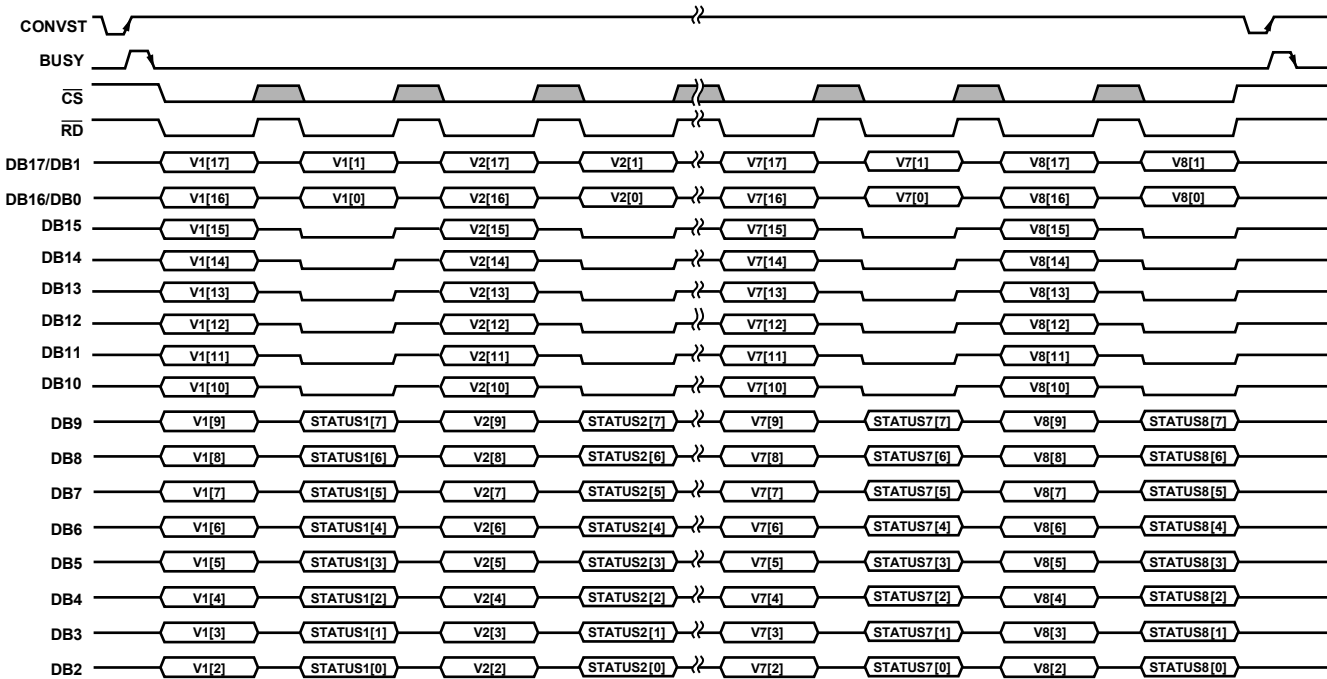 CONVST
BUSY
CS
RD
DB17/DB1 V1[17] V1[1] V2[17] V2[1] V7[17] V7[1] V8[17] V8[1]
DB16/DB0 V1[16] V1[0] V2[16] V2[0] V7[16] V7[0] V8[16] V8[0]
DB15 V1[15] V2[15] V7[15] V8[15]
DB14 V1[14] V2[14] V7[14] V8[14]
DB13 V1[13] V2[13] V7[13] V8[13]
DB12 V1[12] V2[12] V7[12] V8[12]
DB11 V1[11] V2[11] V7[11] V8[11]
DB10 V1[10] V2[10] V7[10] V8[10]
DB9 V1[9] STATUS1[7] V2[9] STATUS2[7] V7[9] STATUS7[7] V8[9] STATUS8[7]
DB8 V1[8] STATUS1[6] V2[8] STATUS2[6] V7[8] STATUS7[6] V8[8] STATUS8[6]
DB7 V1[7] STATUS1[5] V2[7] STATUS2[5] V7[7] STATUS7[5] V8[7] STATUS8[5]
DB6 V1[6] STATUS1[4] V2[6] STATUS2[4] V7[6] STATUS7[4] V8[6] STATUS8[4]
DB5 V1[5] STATUS1[3] V2[5] STATUS2[3] V7[5] STATUS7[3] V8[5] STATUS8[3]
DB4 V1[4] STATUS1[2] V2[4] STATUS2[2] V7[4] STATUS7[2] V8[4] STATUS8[2]
DB3 V1[3] STATUS1[1] V2[3] STATUS2[1] V7[3] STATUS7[1] V8[3] STATUS8[1]
DB2 V1[2] STATUS1[0] V2[2] STATUS2[0] V7[2] STATUS7[0] V8[2] STATUS8[0]